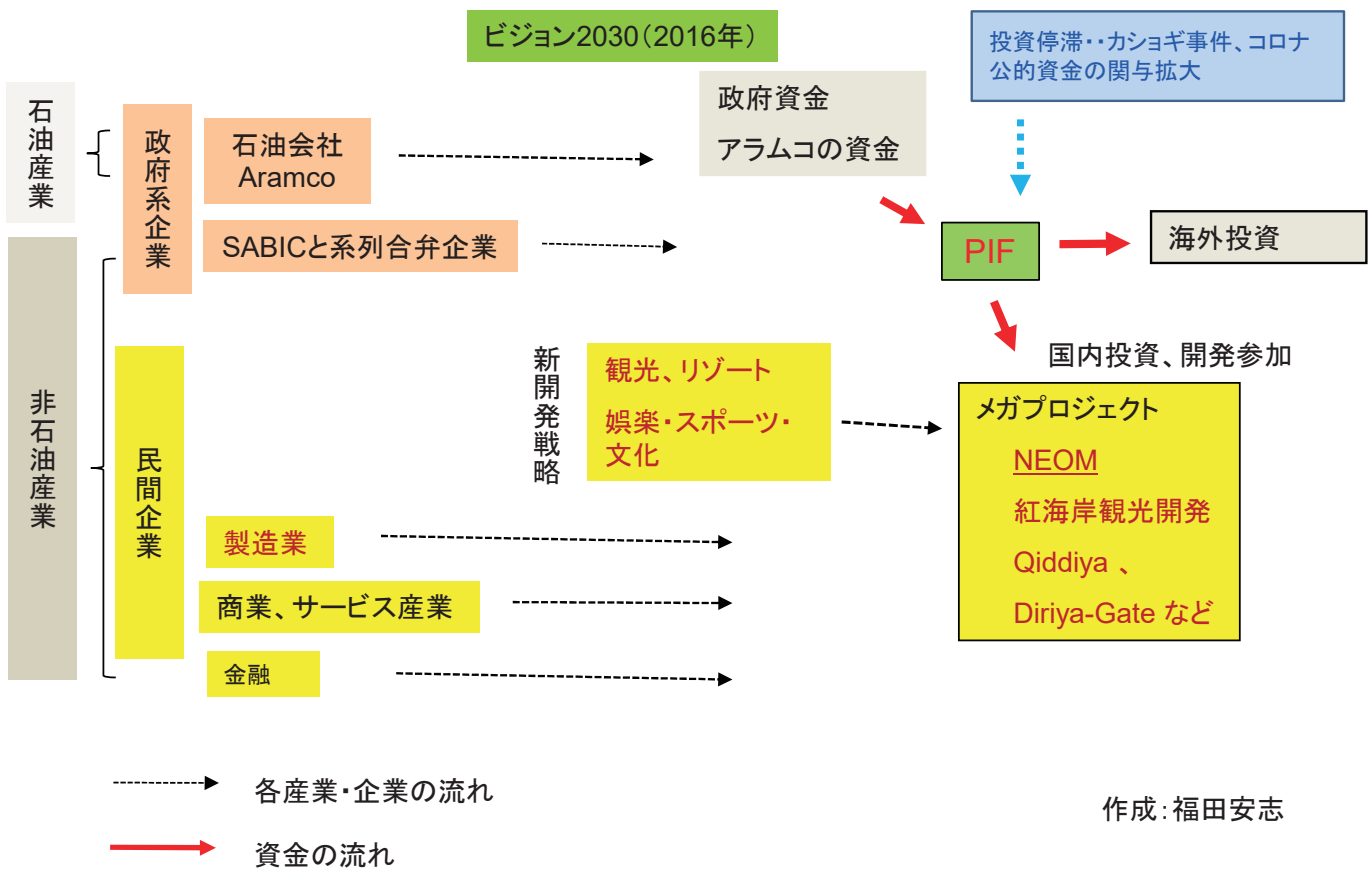 ビジョン2030(2016年)
投資停滞・・カショギ事件、コロナ
公的資金の関与拡大
石油産業
政府系企業
石油会社
Aramco
政府資金
アラムコの資金
SABICと系列合弁企業
PIF
海外投資
非石油産業
民間企業
新開発戦略
観光、リゾート
娯楽・スポーツ・
文化
国内投資、開発参加
メガプロジェクト
NEOM
紅海岸観光開発
Qiddiya 、
Diriya-Gate など
製造業
商業、サービス産業
金融
各産業・企業の流れ
資金の流れ
作成：福田安志